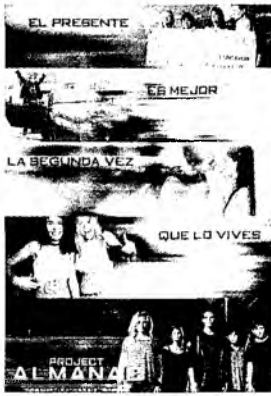 EL PRESENTE
ES MEJOR
LA SEGUNDA VEZ
QUE LO VIVES
PROJECT
ALMANAC